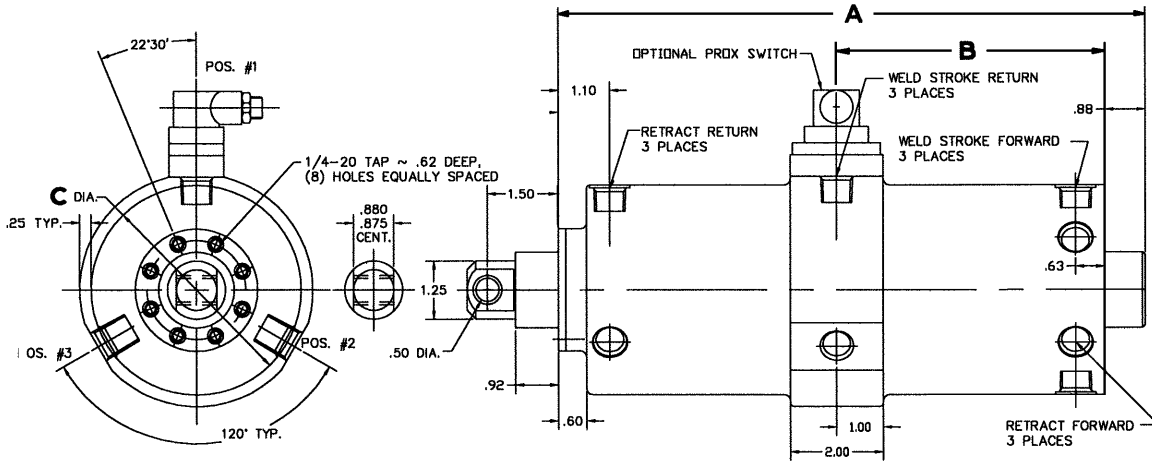 22°30'
POS. #1
1/4-20 TAP ~ .62 DEEP,
(8) HOLES EQUALLY SPACED
C DIA.
.25 TYP.
.880
.875
CENT.
OS. #3
POS. #2
120° TYP.
A
B
OPTIONAL PROX SWITCH
WELD STROKE RETURN
3 PLACES
1.10
.88
RETRACT RETURN
3 PLACES
WELD STROKE FORWARD
3 PLACES
1.50
1.25
.63
.50 DIA.
.92
.60
1.00
2.00
RETRACT FORWARD
3 PLACES